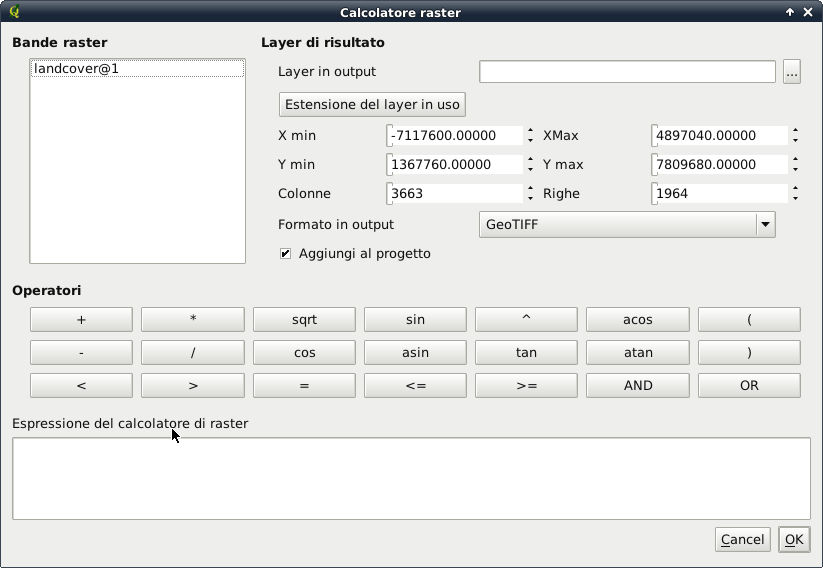 Calcolatore raster
Bande raster
landcover@1
Layer di risultato
Layer in output
...
Estensione del layer in uso
X min -7117600.00000 XMax 4897040.00000
Y min 1367760.00000 Y max 7809680.00000
Colonne 3663 Righe 1964
Formato in output GeoTIFF
Aggiungi al progetto
Operatori
+ * sqrt sin ^ acos (
- / cos asin tan atan )
< > = <= >= AND OR
Espressione del calcolatore di raster
Cancel OK